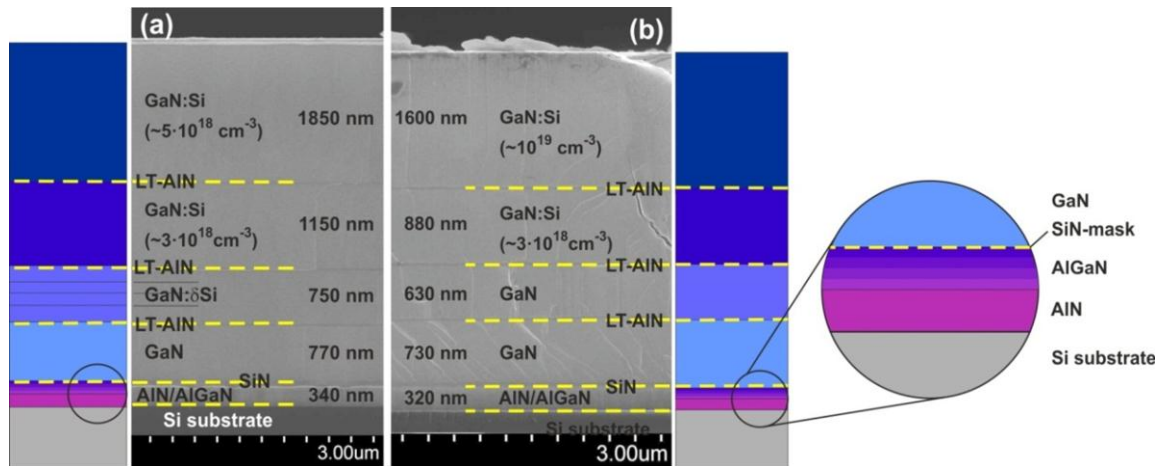 (a)
GaN:Si
(~5·10¹⁸ cm⁻³)
1850 nm
LT-AlN
GaN:Si
(~3·10¹⁸cm⁻³)
1150 nm
LT-AlN
GaN:δSi
750 nm
LT-AlN
GaN
770 nm
SiN
AlN/AlGaN
340 nm
Si substrate
3.00um
(b)
1600 nm
GaN:Si
(~10¹⁹ cm⁻³)
LT-AlN
880 nm
GaN:Si
(~3·10¹⁸cm⁻³)
LT-AlN
630 nm
GaN
LT-AlN
730 nm
GaN
SiN
320 nm
AlN/AlGaN
Si substrate
3.00um
GaN
SiN-mask
AlGaN
AlN
Si substrate